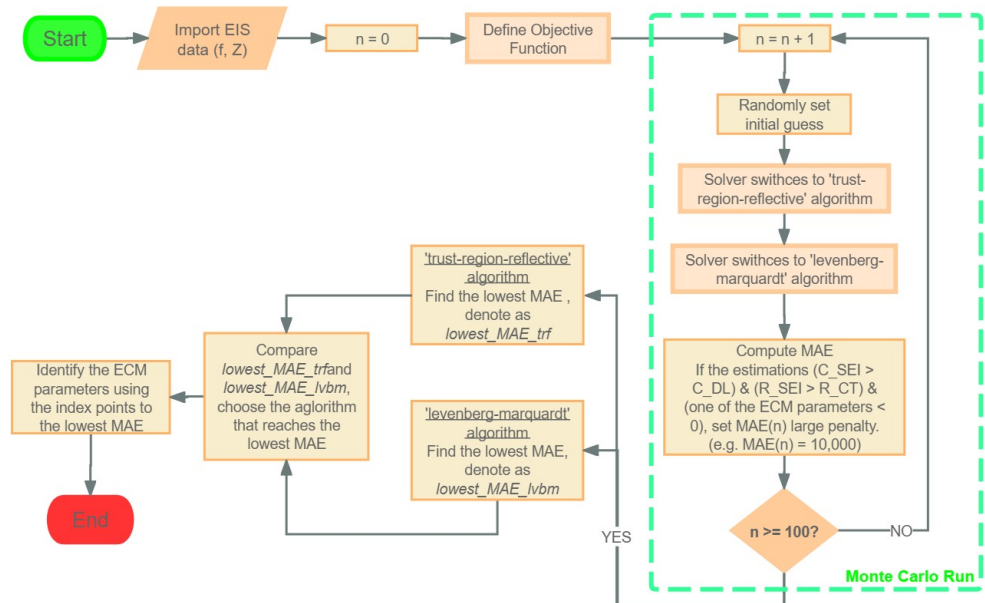 Start
Import EIS
data (f, Z)
n = 0
Define Objective
Function
n = n + 1
Randomly set
initial guess
Solver swithces to 'trust-
region-reflective' algorithm
Solver swithces to 'levenberg-
marquardt' algorithm
Compute MAE
If the estimations (C_SEI >
C_DL) & (R_SEI > R_CT) &
(one of the ECM parameters <
0), set MAE(n) large penalty.
(e.g. MAE(n) = 10,000)
n >= 100?
NO
YES
Monte Carlo Run
'trust-region-reflective'
algorithm
Find the lowest MAE ,
denote as
lowest_MAE_trf
'levenberg-marquardt'
algorithm
Find the lowest MAE,
denote as
lowest_MAE_lvbm
Compare
lowest_MAE_trfand
lowest_MAE_lvbm,
choose the aglorithm
that reaches the
lowest MAE
Identify the ECM
parameters using
the index points to
the lowest MAE
End